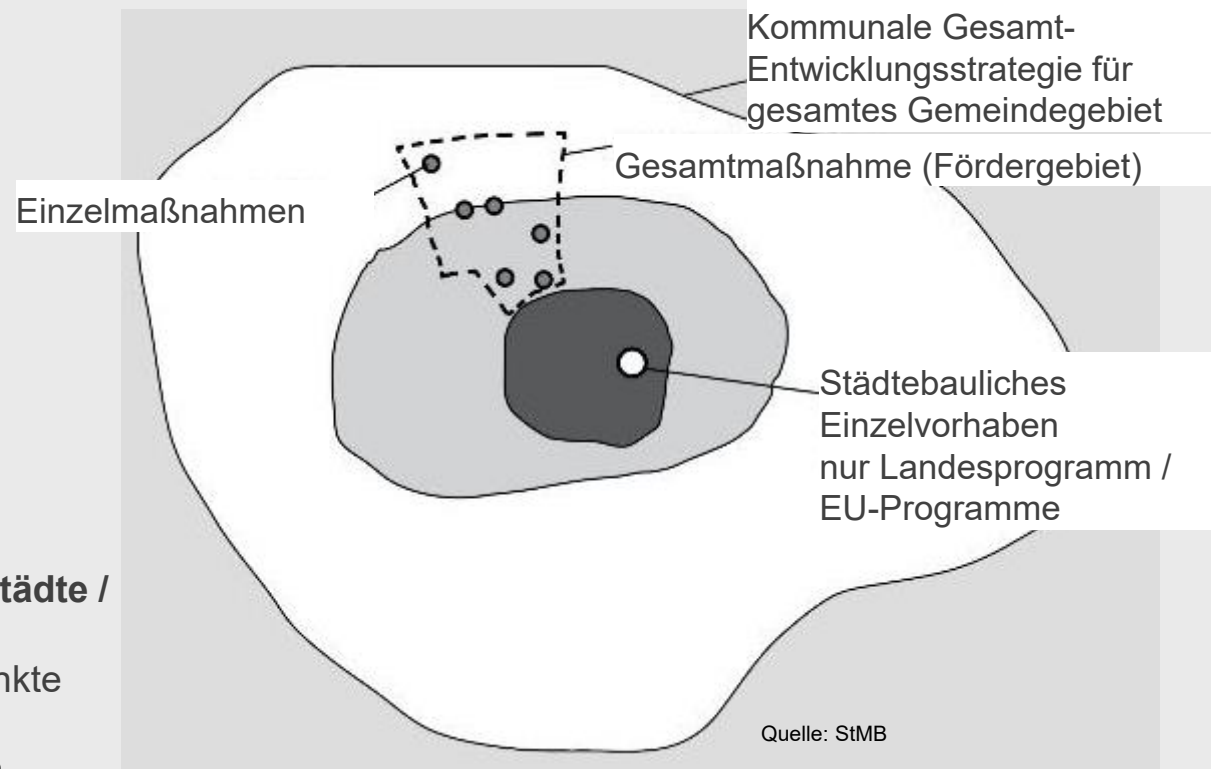 Kommunale Gesamt-
Entwicklungsstrategie für
gesamtes Gemeindegebiet
Gesamtmaßnahme (Fördergebiet)
Einzelmaßnahmen
Städtebauliches
Einzelvorhaben
nur Landesprogramm /
EU-Programme
tädte /
nkte
Quelle: StMB